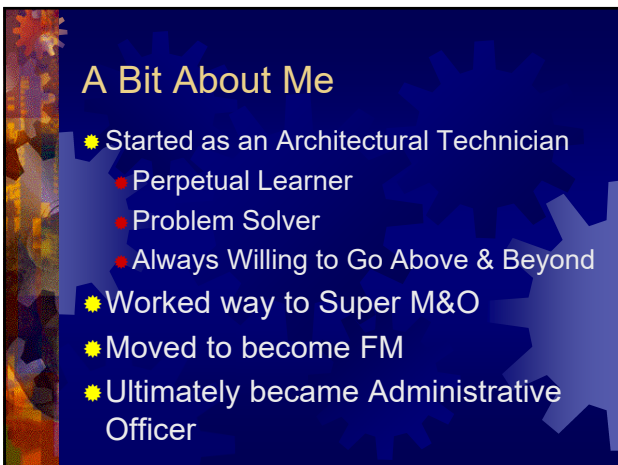 A Bit About Me
Started as an Architectural Technician
Perpetual Learner
Problem Solver
Always Willing to Go Above & Beyond
Worked way to Super M&O
Moved to become FM
Ultimately became Administrative
Officer